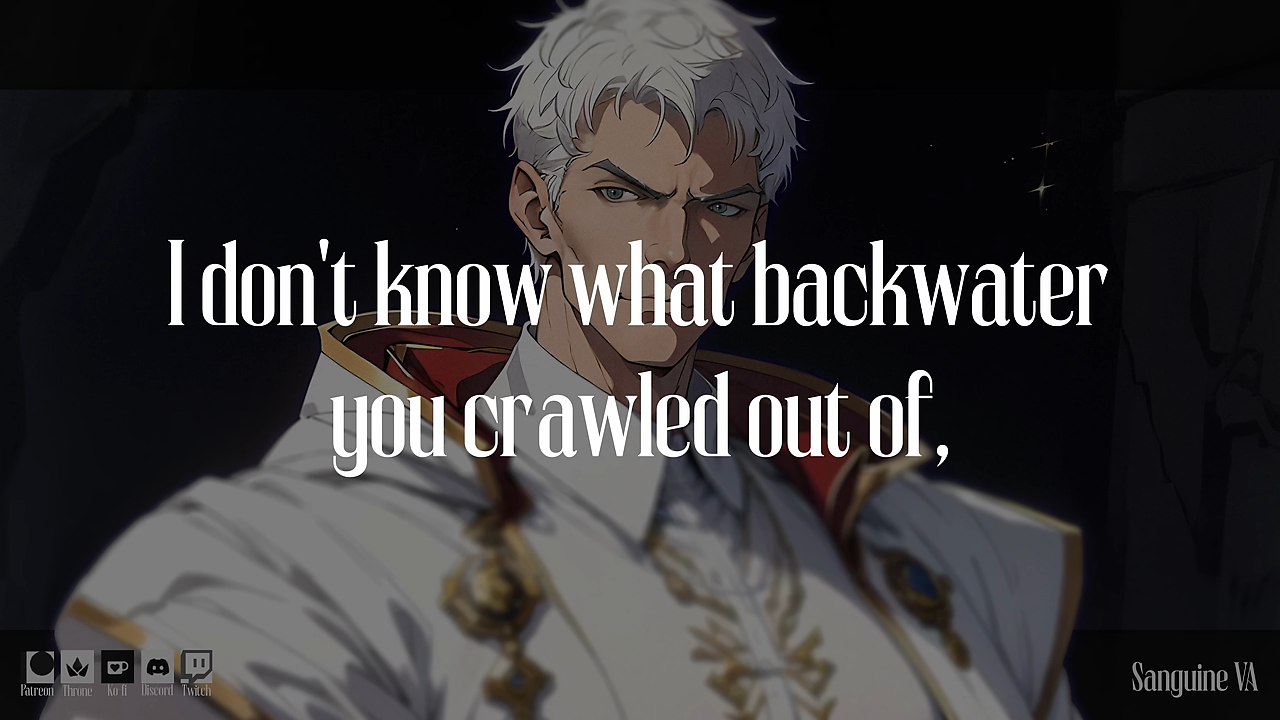 I don't know what backwater
you crawled out of,
Patreon Throne Ko-fi Discord Twitch
Sanguine VA